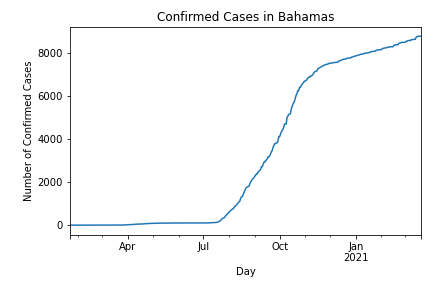 Confirmed Cases in Bahamas
Number of Confirmed Cases
8000
6000
4000
2000
0
Apr
Jul
Oct
Jan
2021
Day